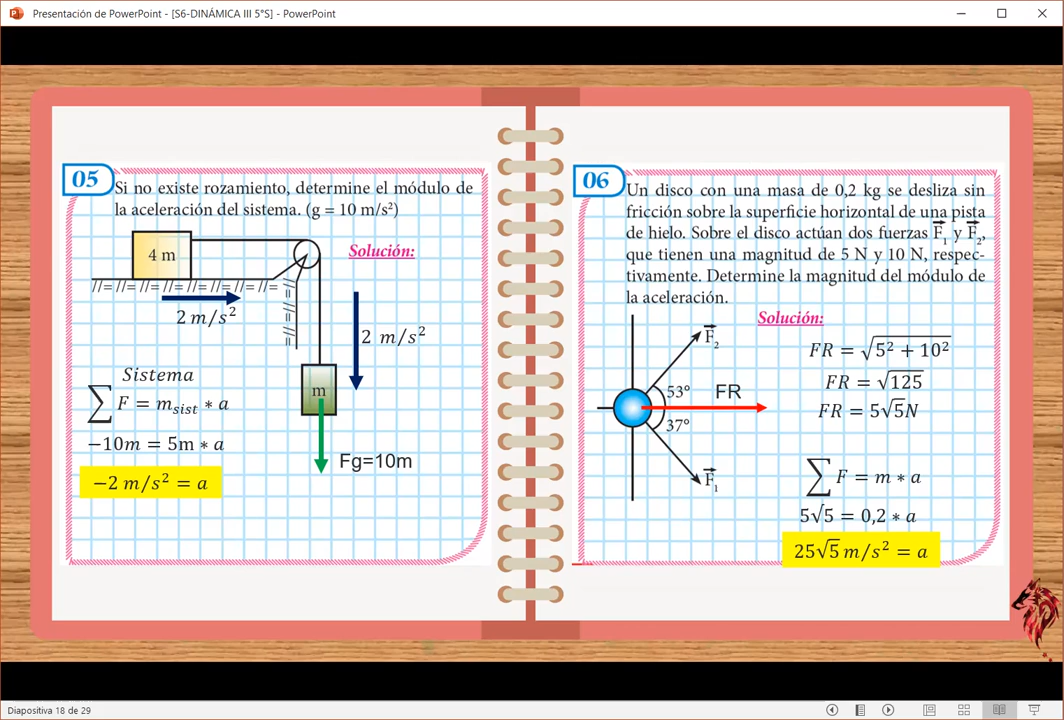 Presentación de PowerPoint - [S6-DINÁMICA III 5°S] - PowerPoint
05
Si no existe rozamiento, determine el módulo de
la aceleración del sistema. (g = 10 m/s²)
Solución:
4 m
//=//=//=//=//=//=//=//=
2 m/s²
2 m/s²
m
Sistema
∑ F = m_sist * a
−10m = 5m * a
Fg=10m
−2 m/s² = a
06
Un disco con una masa de 0,2 kg se desliza sin
fricción sobre la superficie horizontal de una pista
de hielo. Sobre el disco actúan dos fuerzas F⃗₁ y F⃗₂,
que tienen una magnitud de 5 N y 10 N, respec-
tivamente. Determine la magnitud del módulo de
la aceleración.
Solución:
F⃗₂
53°
FR
37°
F⃗₁
FR = √5² + 10²
FR = √125
FR = 5√5N
∑ F = m * a
5√5 = 0,2 * a
25√5 m/s² = a
Diapositiva 18 de 29